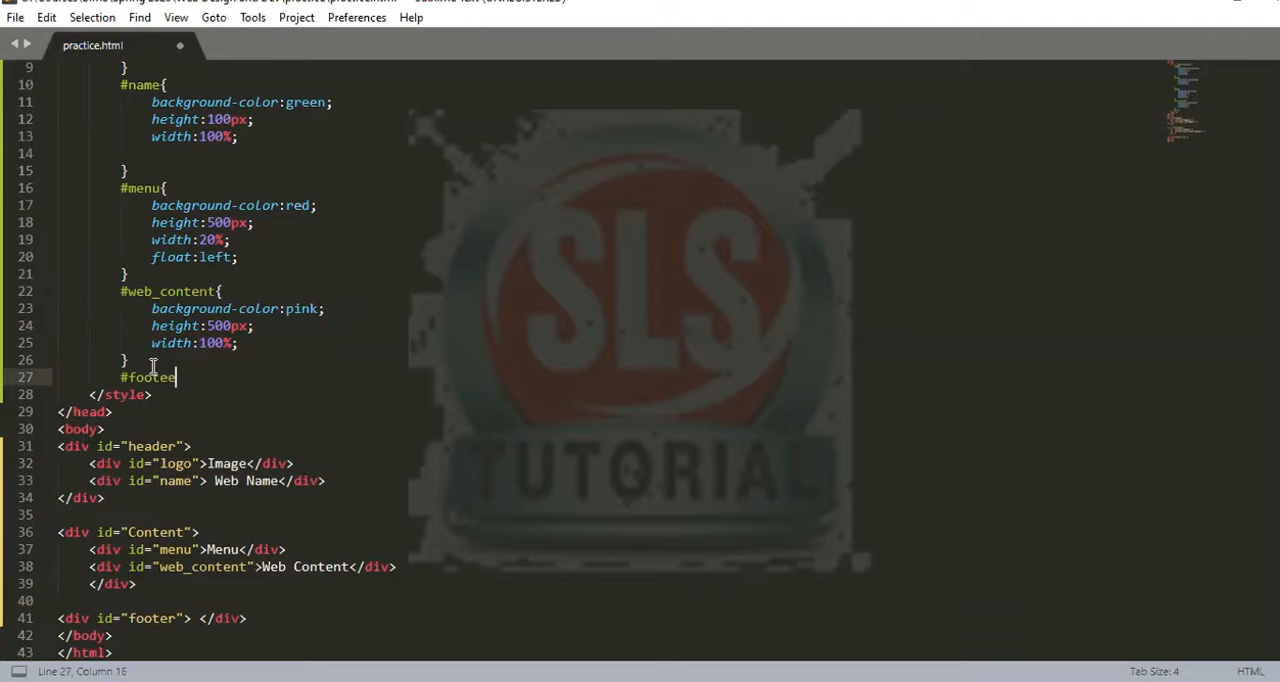 File Edit Selection Find View Goto Tools Project Preferences Help
practice.html
9 }
10 #name{
11 background-color:green;
12 height:100px;
13 width:100%;
14
15 }
16 #menu{
17 background-color:red;
18 height:500px;
19 width:20%;
20 float:left;
21 }
22 #web_content{
23 background-color:pink;
24 height:500px;
25 width:100%;
26 }
27 #footee
28 </style>
29 </head>
30 <body>
31 <div id="header">
32 <div id="logo">Image</div>
33 <div id="name"> Web Name</div>
34 </div>
35
36 <div id="Content">
37 <div id="menu">Menu</div>
38 <div id="web_content">Web Content</div>
39 </div>
40
41 <div id="footer"> </div>
42 </body>
43 </html>
SLS
TUTORIAL
Line 27, Column 16
Tab Size: 4
HTML